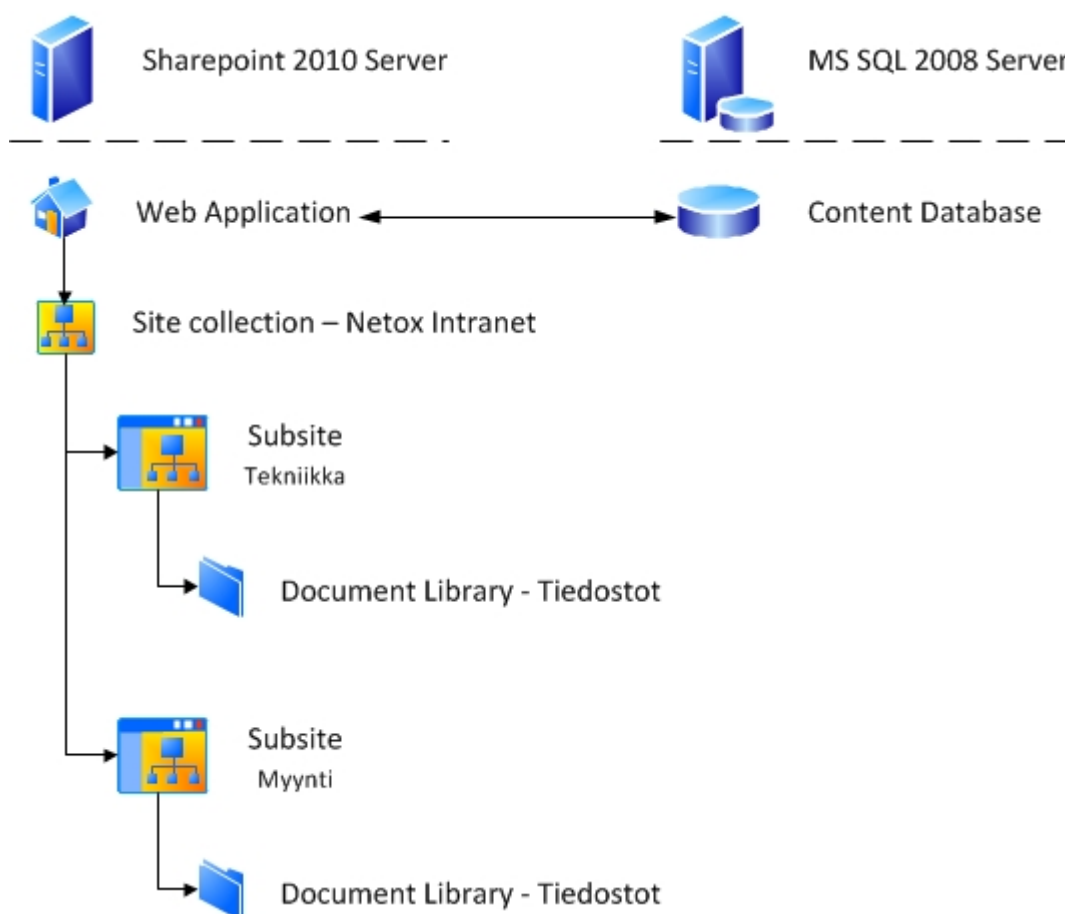 Sharepoint 2010 Server
MS SQL 2008 Server
Web Application
Content Database
Site collection – Netox Intranet
Subsite
Tekniikka
Document Library - Tiedostot
Subsite
Myynti
Document Library - Tiedostot